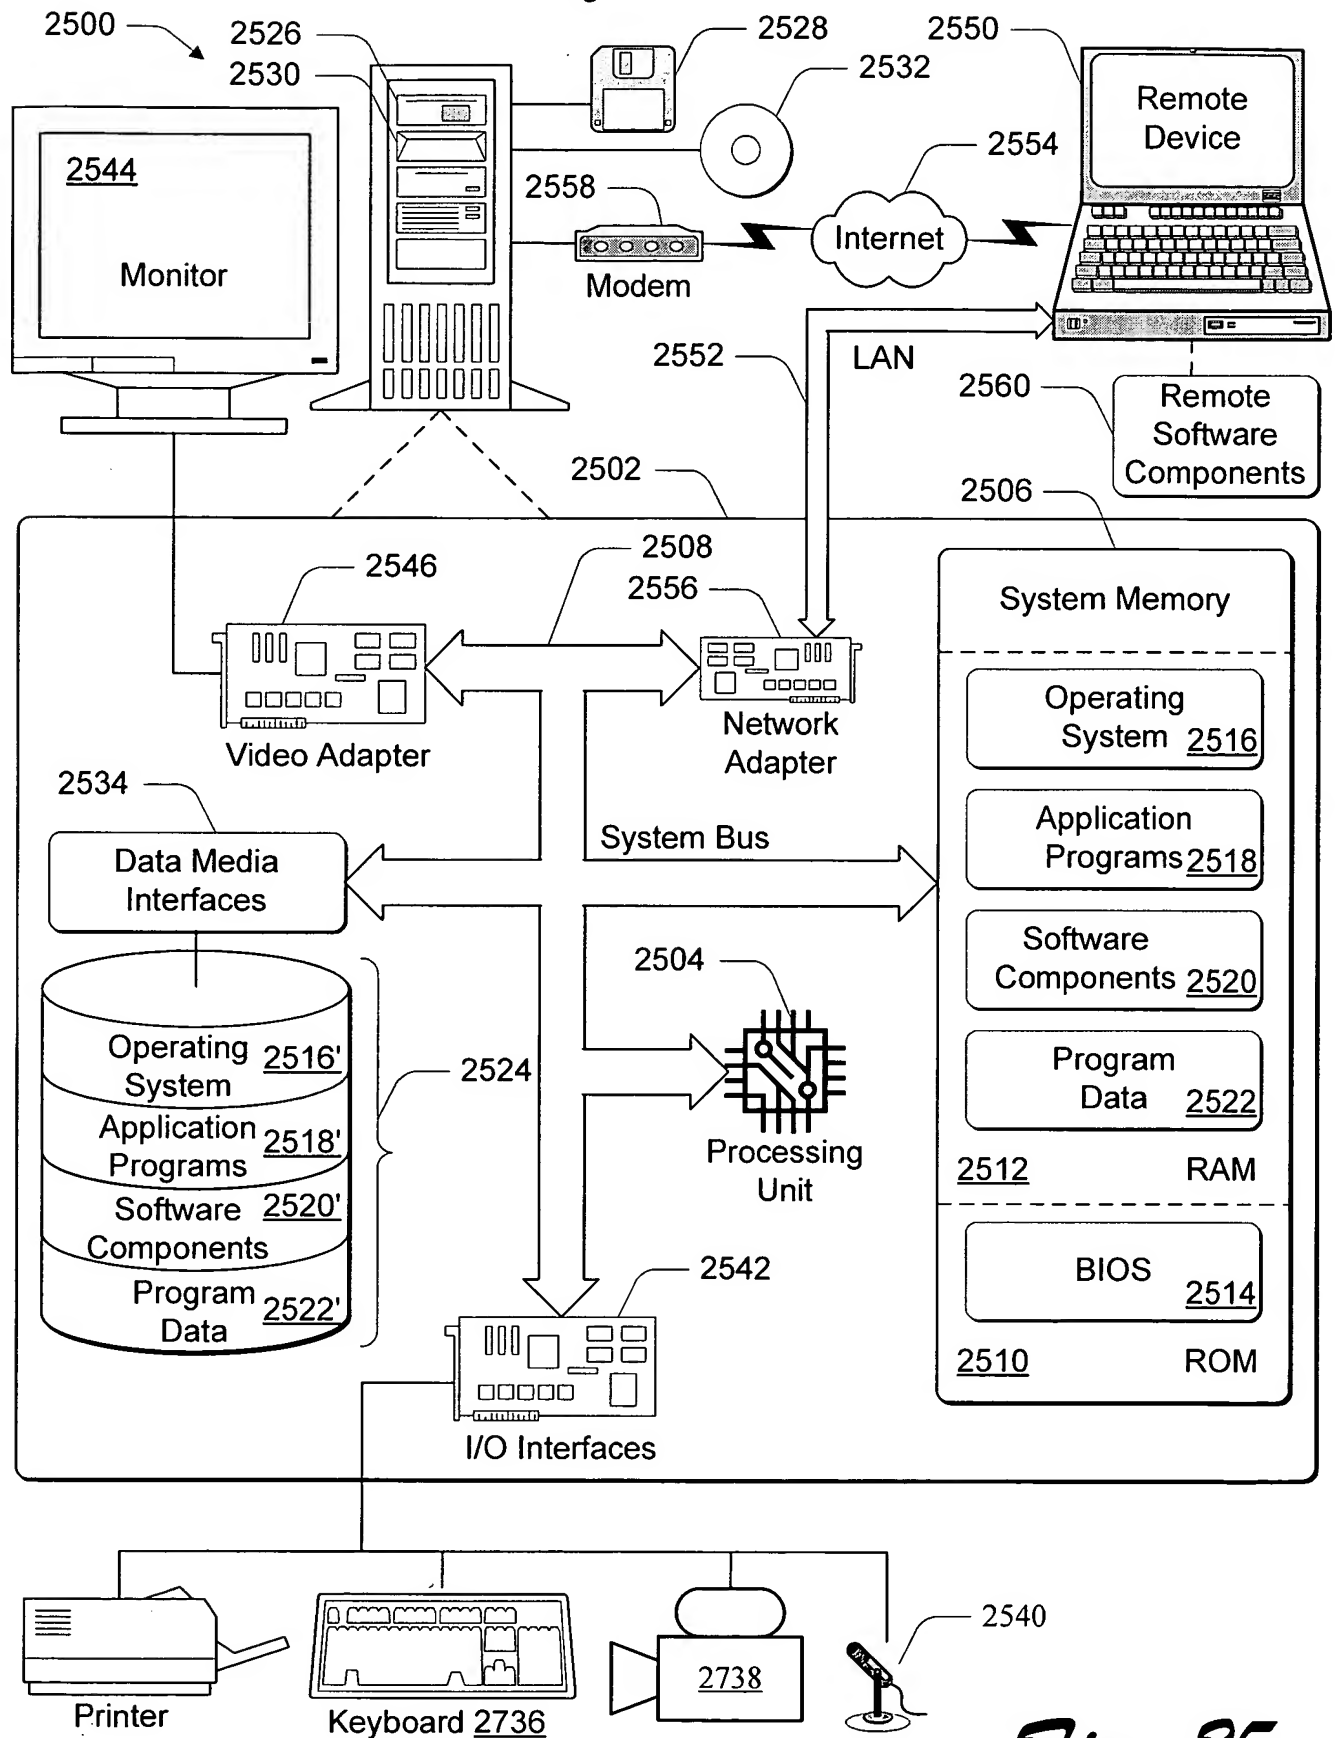 2500
2526
2530
2528
2532
2550
Remote
Device
2544
Monitor
2558
Modem
2554
Internet
2552
LAN
2560
Remote
Software
Components
2502
2506
2546
2508
2556
System Memory
Video Adapter
Network
Adapter
Operating
System 2516
2534
Data Media
Interfaces
System Bus
Application
Programs 2518
Software
Components 2520
2504
Processing
Unit
Program
Data 2522
2512 RAM
Operating
System 2516'
2524
Application
Programs 2518'
Software
Components 2520'
Program
Data 2522'
2542
I/O Interfaces
BIOS 2514
2510 ROM
Printer
Keyboard 2736
2738
2540